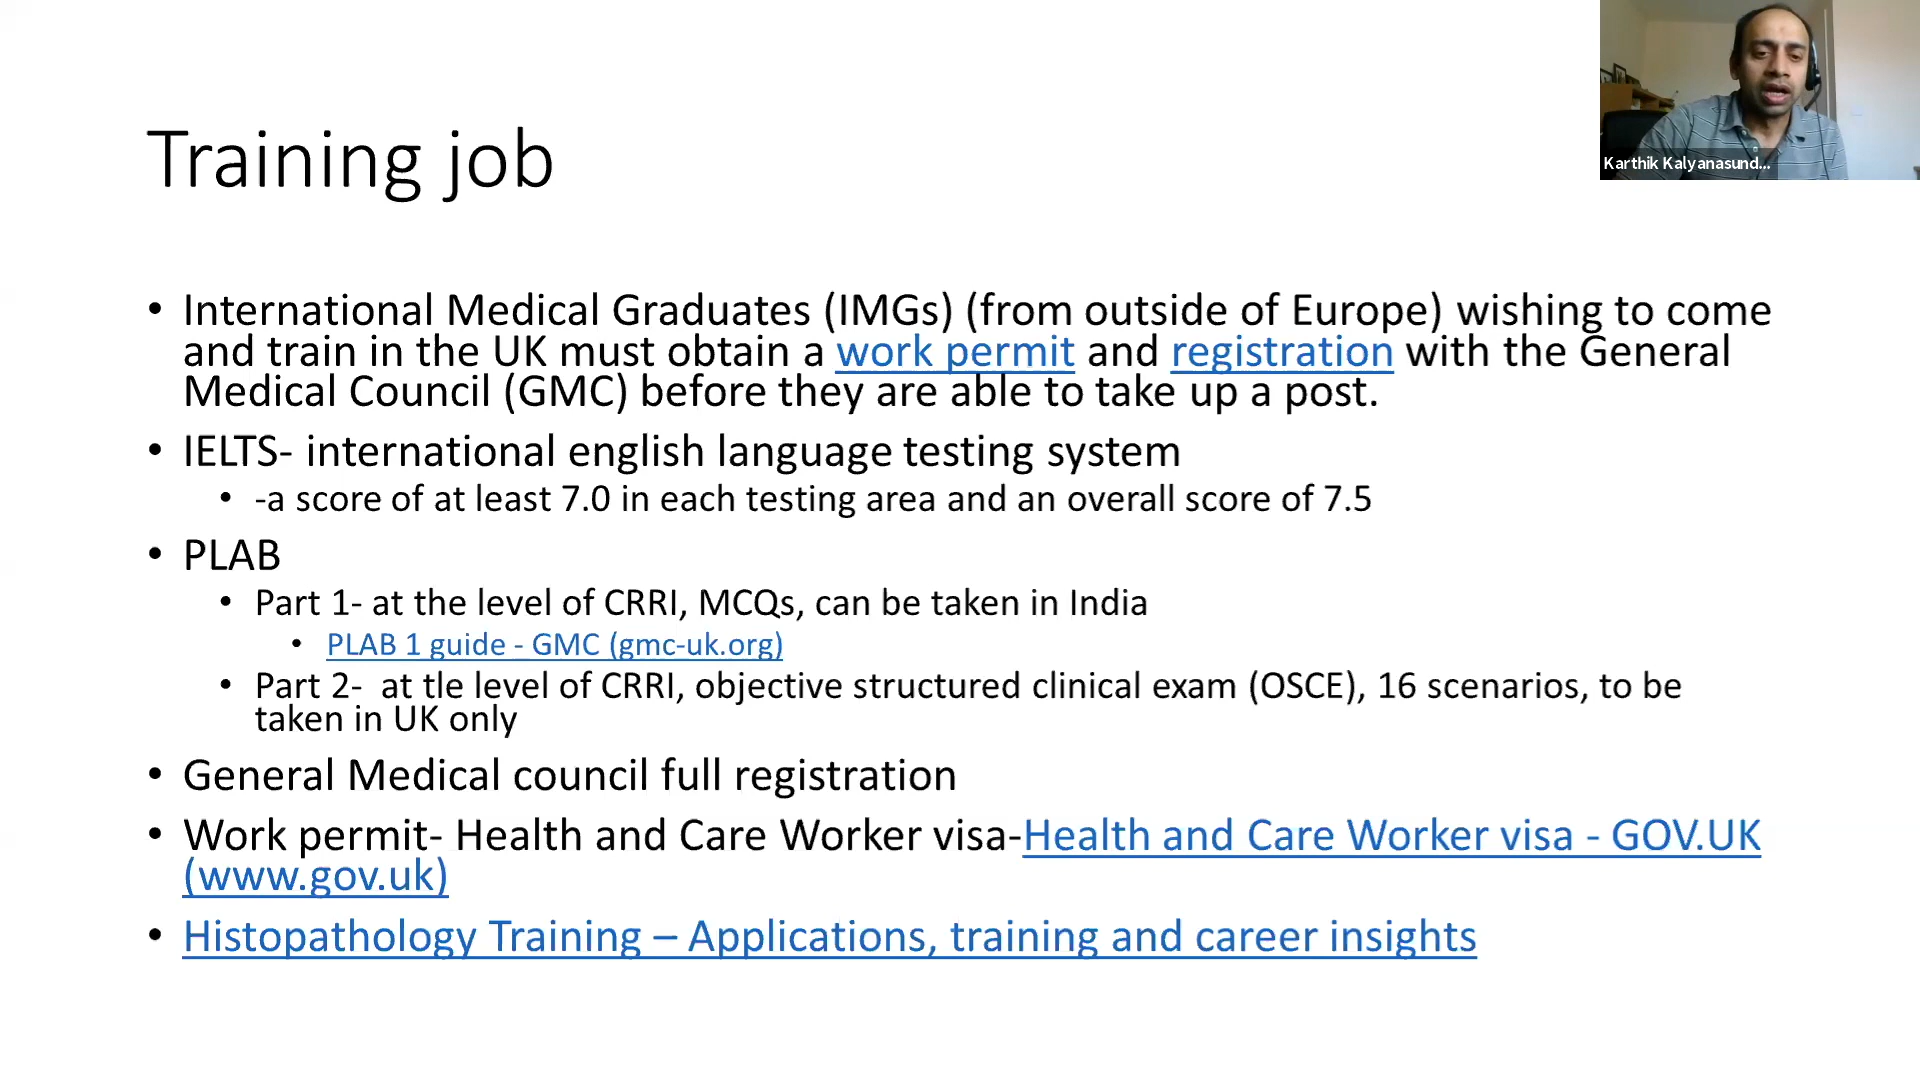 Training job
Karthik Kalyanasund...
• International Medical Graduates (IMGs) (from outside of Europe) wishing to come
and train in the UK must obtain a work permit and registration with the General
Medical Council (GMC) before they are able to take up a post.
• IELTS- international english language testing system
• -a score of at least 7.0 in each testing area and an overall score of 7.5
• PLAB
• Part 1- at the level of CRRI, MCQs, can be taken in India
• PLAB 1 guide - GMC (gmc-uk.org)
• Part 2- at tle level of CRRI, objective structured clinical exam (OSCE), 16 scenarios, to be
taken in UK only
• General Medical council full registration
• Work permit- Health and Care Worker visa-Health and Care Worker visa - GOV.UK
(www.gov.uk)
• Histopathology Training – Applications, training and career insights